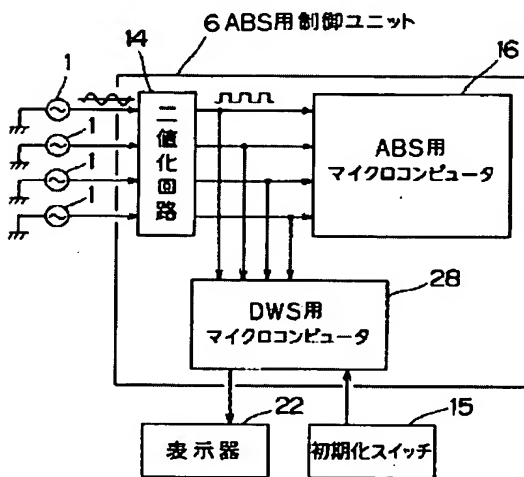 6 ABS用制御ユニット
14
16
1
1
1
1
二値化回路
ABS用
マイクロコンピュータ
28
DWS用
マイクロコンピュータ
22
15
表示器
初期化スイッチ